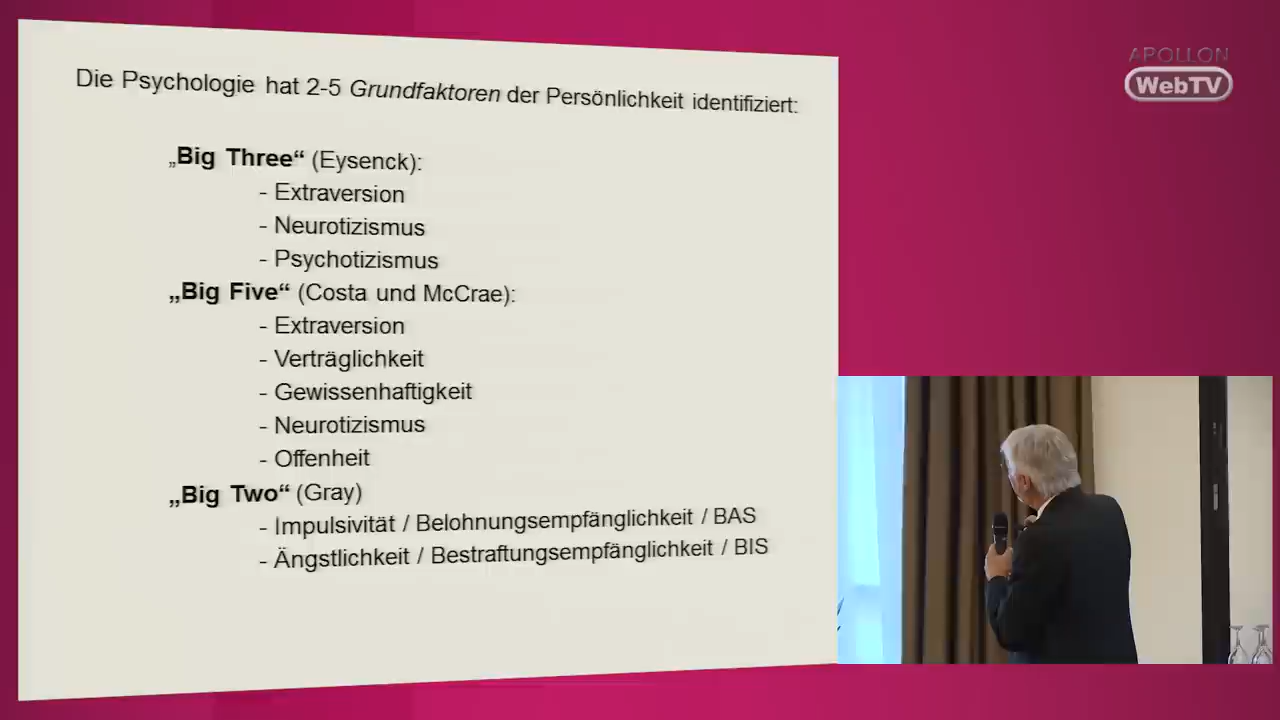 Die Psychologie hat 2-5 Grundfaktoren der Persönlichkeit identifiziert:
„Big Three“ (Eysenck):
- Extraversion
- Neurotizismus
- Psychotizismus
„Big Five“ (Costa und McCrae):
- Extraversion
- Verträglichkeit
- Gewissenhaftigkeit
- Neurotizismus
- Offenheit
„Big Two“ (Gray)
- Impulsivität / Belohnungsempfänglichkeit / BAS
- Ängstlichkeit / Bestraftungsempfänglichkeit / BIS
APOLLON
WebTV